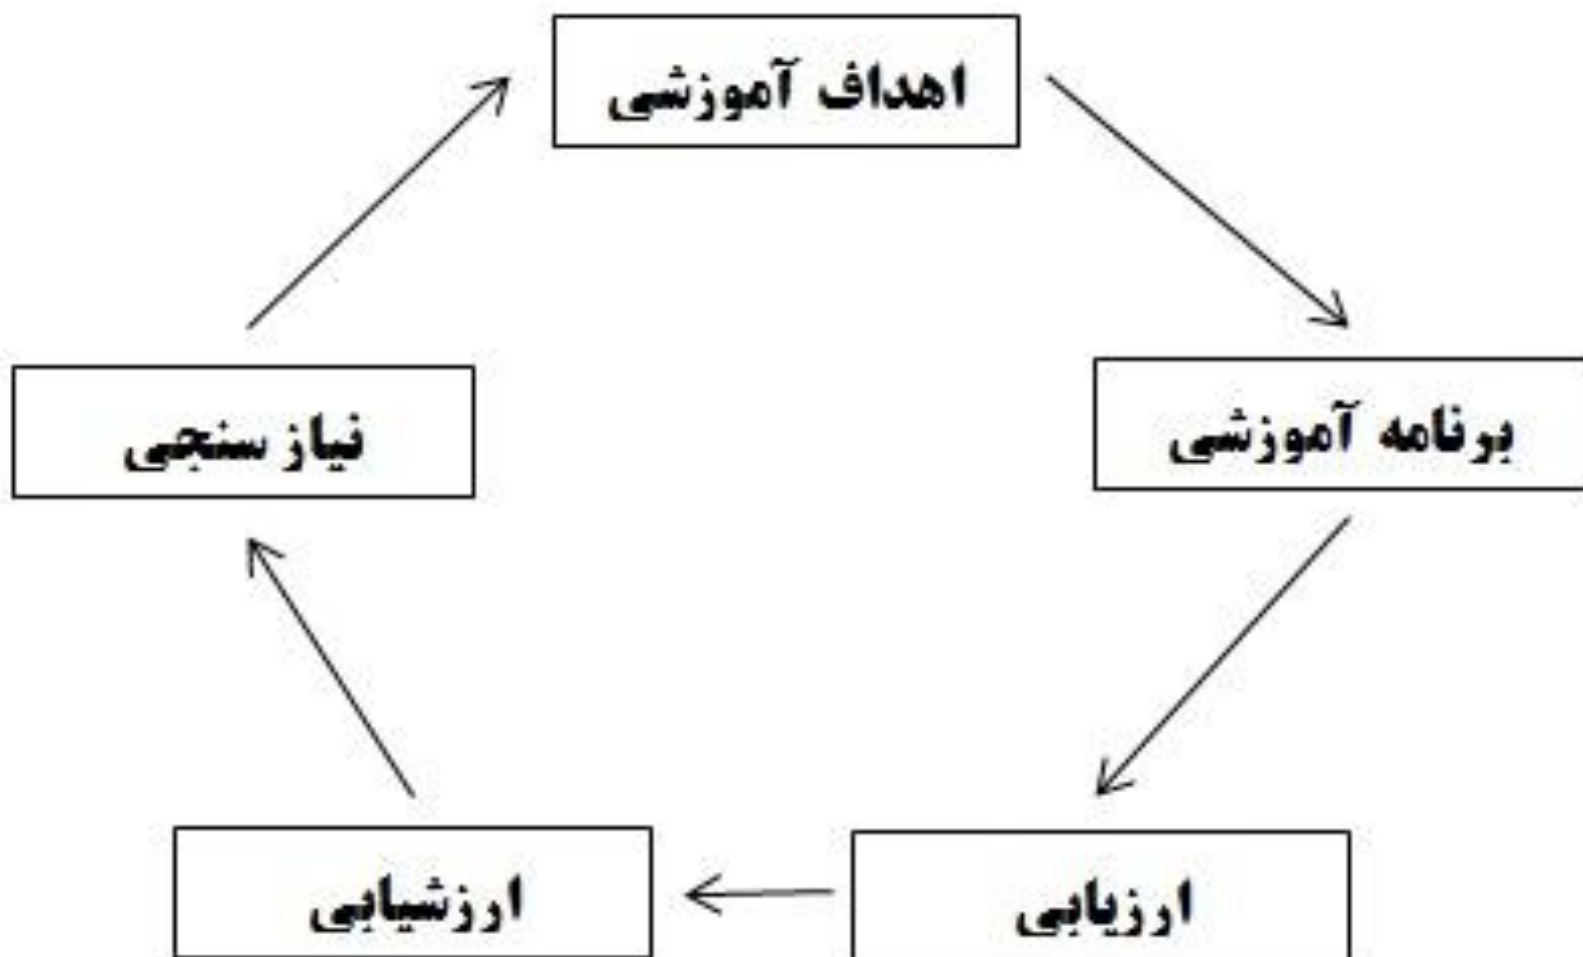 اهداف آموزشی
برنامه آموزشی
نیاز سنجی
ارزیابی
ارزشیابی